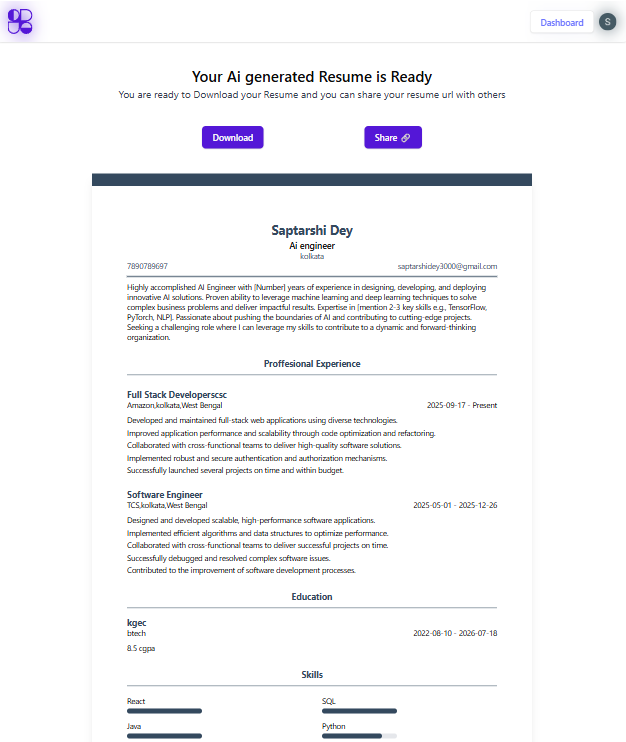 Dashboard
S
Your Ai generated Resume is Ready
You are ready to Download your Resume and you can share your resume url with others
Download
Share
Saptarshi Dey
Ai engineer
kolkata
7890789697
saptarshidey3000@gmail.com
Highly accomplished AI Engineer with [Number] years of experience in designing, developing, and deploying
innovative AI solutions. Proven ability to leverage machine learning and deep learning techniques to solve
complex business problems and deliver impactful results. Expertise in [mention 2-3 key skills e.g., TensorFlow,
PyTorch, NLP]. Passionate about pushing the boundaries of AI and contributing to cutting-edge projects.
Seeking a challenging role where I can leverage my skills to contribute to a dynamic and forward-thinking
organization.
Proffesional Experience
Full Stack Developerscsc
Amazon,kolkata,West Bengal
2025-09-17 - Present
Developed and maintained full-stack web applications using diverse technologies.
Improved application performance and scalability through code optimization and refactoring.
Collaborated with cross-functional teams to deliver high-quality software solutions.
Implemented robust and secure authentication and authorization mechanisms.
Successfully launched several projects on time and within budget.
Software Engineer
TCS,kolkata,West Bengal
2025-05-01 - 2025-12-26
Designed and developed scalable, high-performance software applications.
Implemented efficient algorithms and data structures to optimize performance.
Collaborated with cross-functional teams to deliver successful projects on time.
Successfully debugged and resolved complex software issues.
Contributed to the improvement of software development processes.
Education
kgec
btech
2022-08-10 - 2026-07-18
8.5 cgpa
Skills
React
SQL
Java
Python